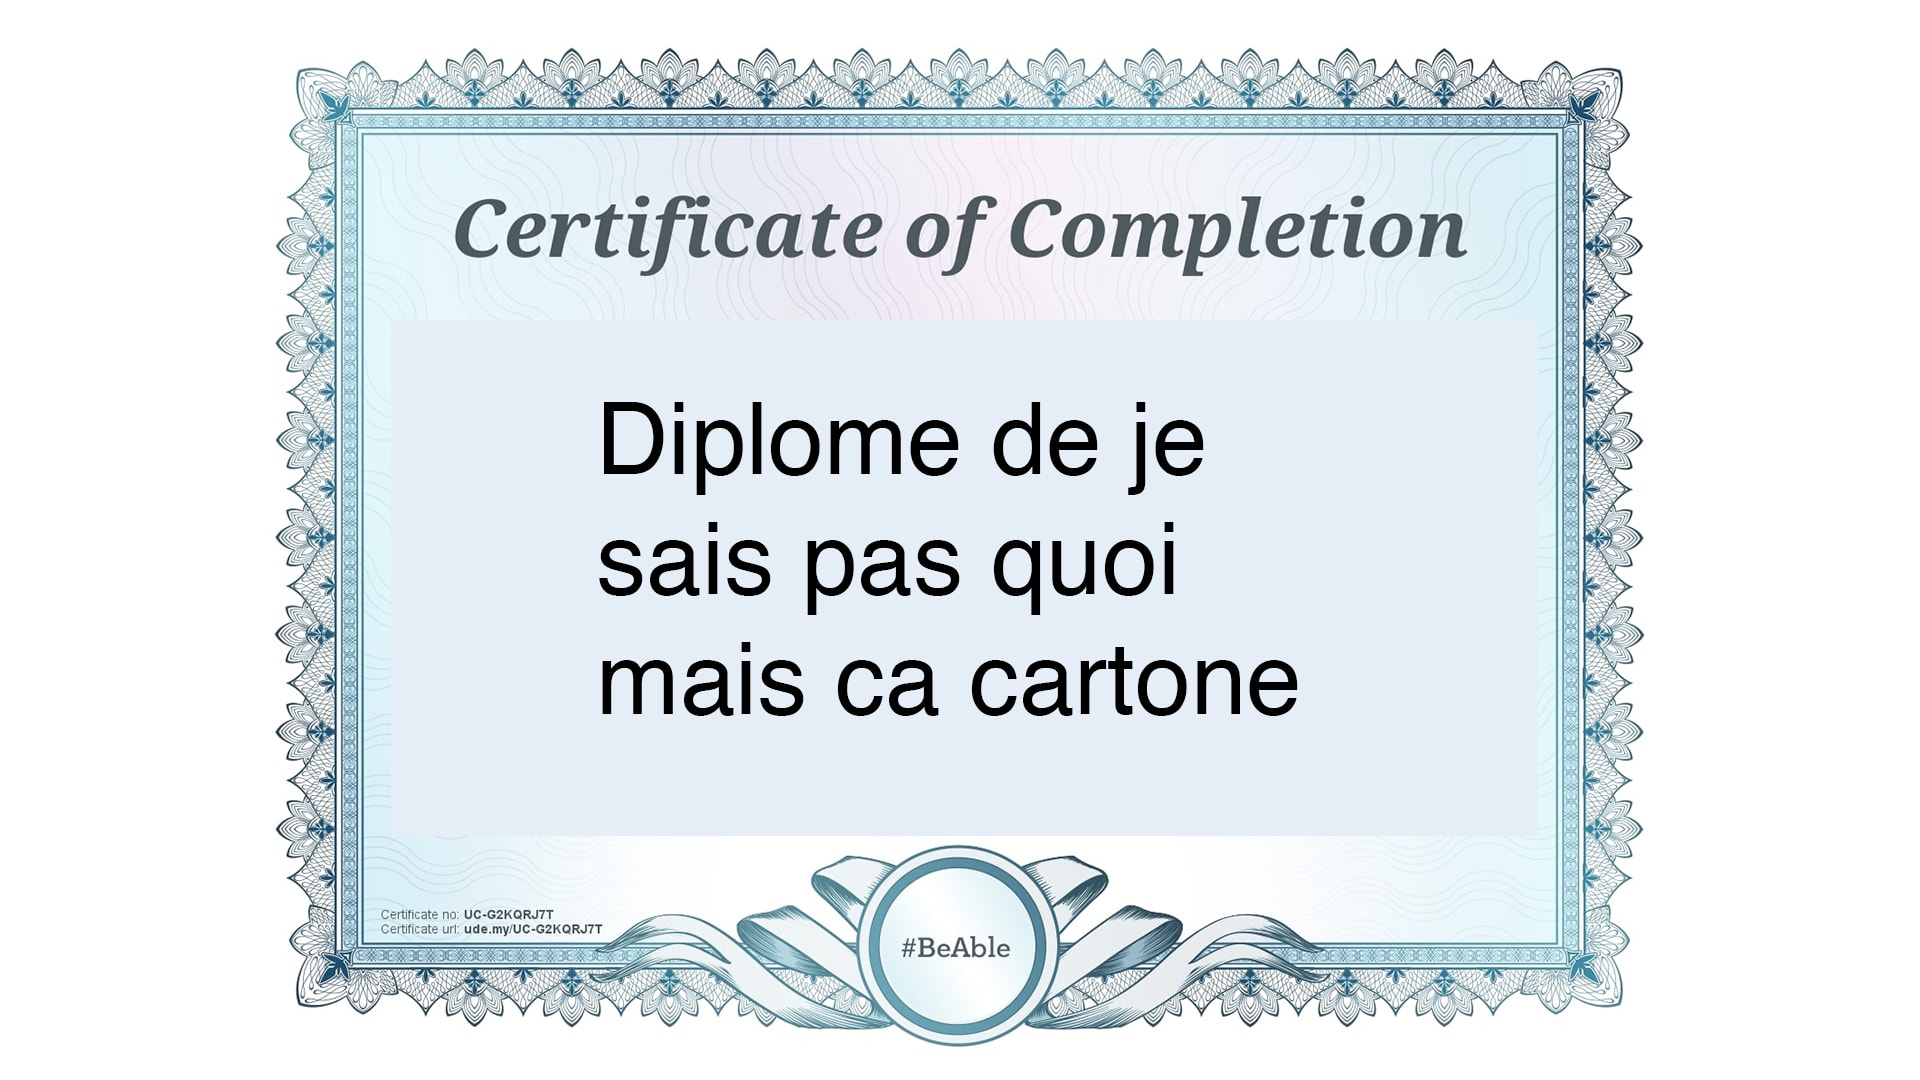 Certificate of Completion
Diplome de je
sais pas quoi
mais ca cartone
Certificate no: UC-G2KQRJ7T
Certificate url: ude.my/UC-G2KQRJ7T
#BeAble